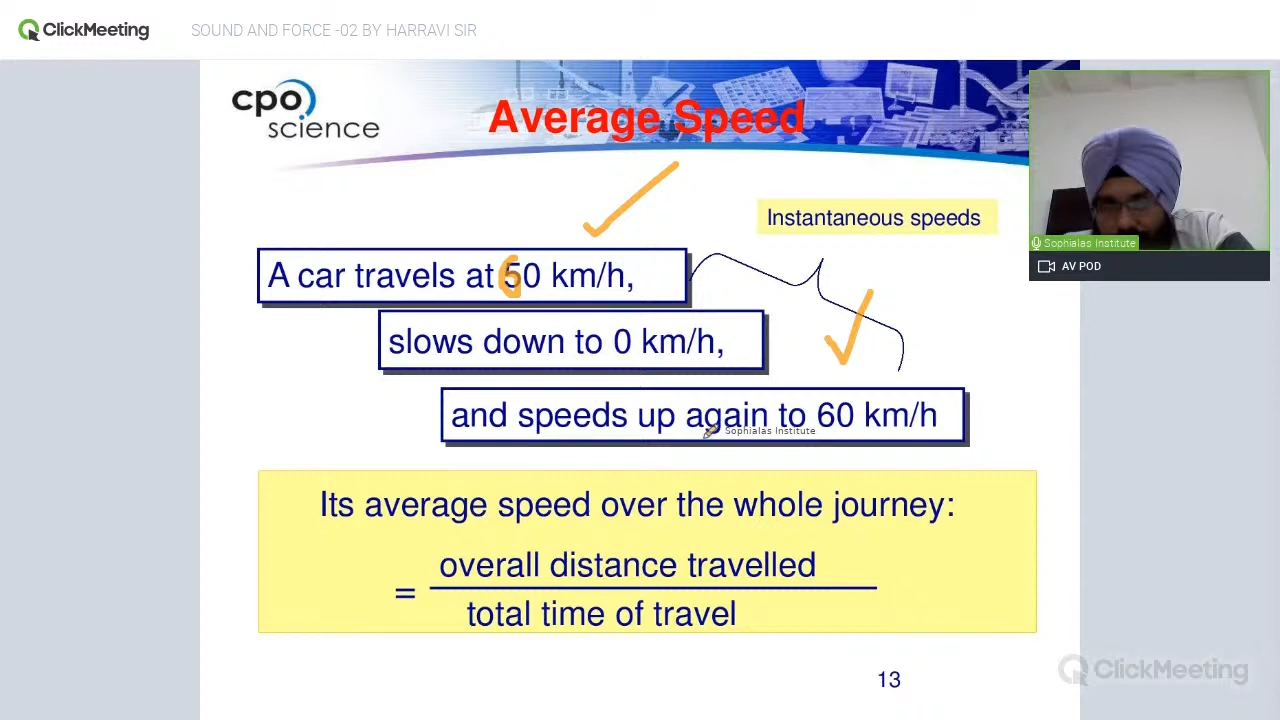 ClickMeeting
SOUND AND FORCE -02 BY HARRAVI SIR
cpo science
Average Speed
Instantaneous speeds
Sophialas Institute
AV POD
A car travels at 50 km/h,
slows down to 0 km/h,
and speeds up again to 60 km/h
Sophialas Institute
Its average speed over the whole journey:
overall distance travelled
=
total time of travel
ClickMeeting
13